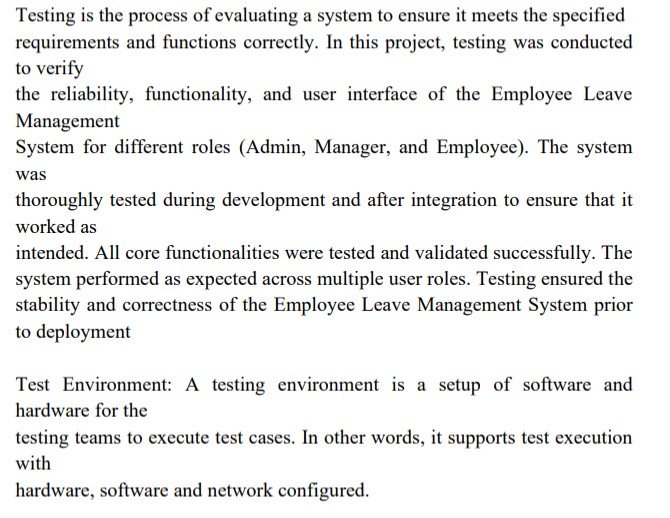 Testing is the process of evaluating a system to ensure it meets the specified
requirements and functions correctly. In this project, testing was conducted
to verify
the reliability, functionality, and user interface of the Employee Leave
Management
System for different roles (Admin, Manager, and Employee). The system
was
thoroughly tested during development and after integration to ensure that it
worked as
intended. All core functionalities were tested and validated successfully. The
system performed as expected across multiple user roles. Testing ensured the
stability and correctness of the Employee Leave Management System prior
to deployment
Test Environment: A testing environment is a setup of software and
hardware for the
testing teams to execute test cases. In other words, it supports test execution
with
hardware, software and network configured.